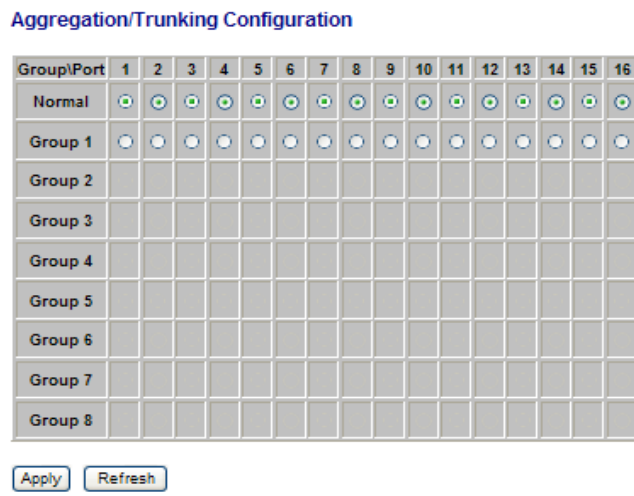 Aggregation/Trunking Configuration
Group\Port 1 2 3 4 5 6 7 8 9 10 11 12 13 14 15 16
Normal
Group 1
Group 2
Group 3
Group 4
Group 5
Group 6
Group 7
Group 8
Apply Refresh